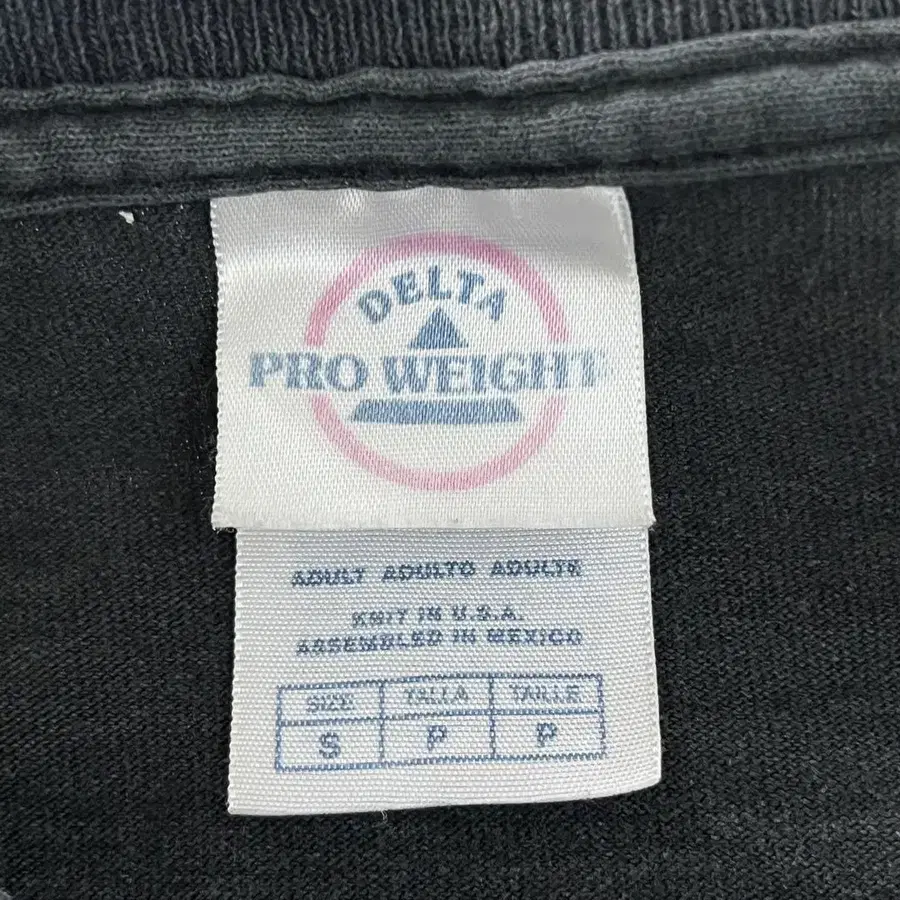 DELTA
PRO WEIGHT
ADULT ADULTO ADULTE
KNIT IN U.S.A.
ASSEMBLED IN MEXICO
SIZE TALLA TAILLE
S P P